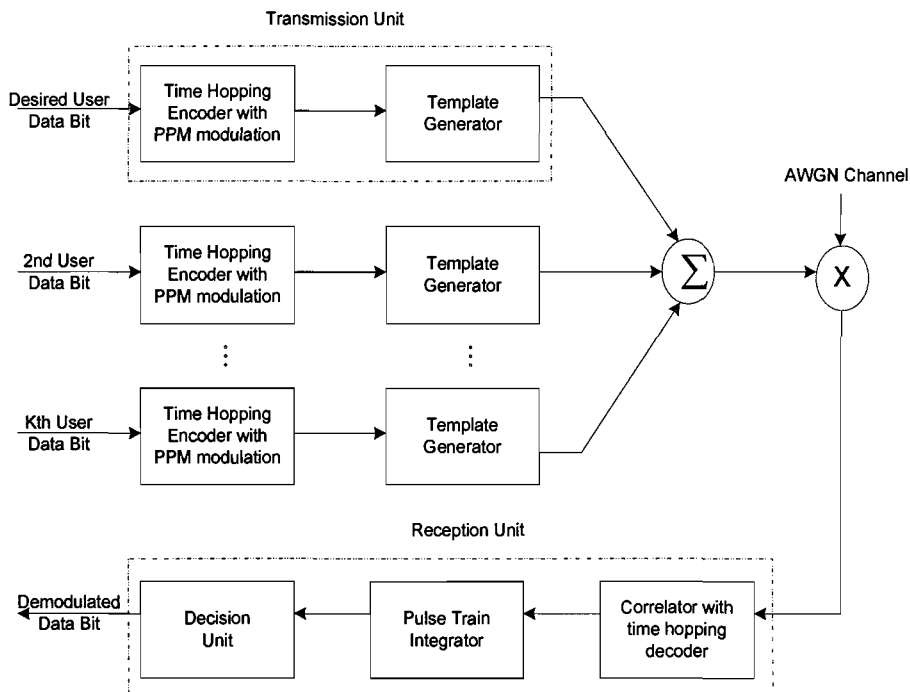 Transmission Unit
Desired User
Data Bit
Time Hopping
Encoder with
PPM modulation
Template
Generator
AWGN Channel
2nd User
Data Bit
Time Hopping
Encoder with
PPM modulation
Template
Generator
Σ
X
Kth User
Data Bit
Time Hopping
Encoder with
PPM modulation
Template
Generator
Reception Unit
Demodulated
Data Bit
Decision
Unit
Pulse Train
Integrator
Correlator with
time hopping
decoder